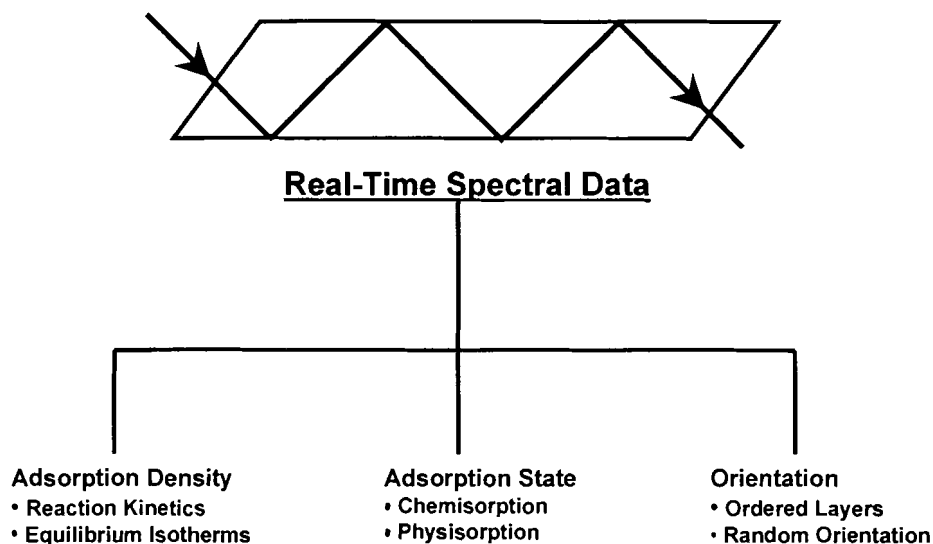 Real-Time Spectral Data
Adsorption Density
• Reaction Kinetics
• Equilibrium Isotherms
Adsorption State
• Chemisorption
• Physisorption
Orientation
• Ordered Layers
• Random Orientation